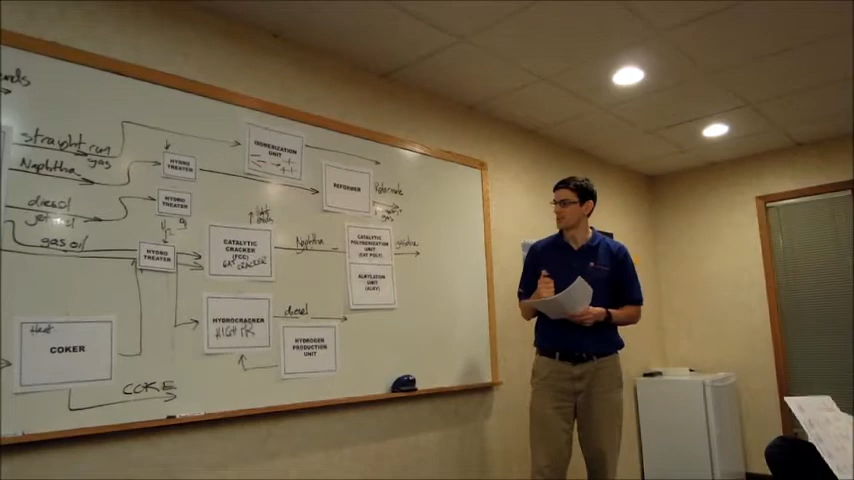 straight run
gas
Naphtha
diesel
jet fuel
gas oil
HYDRO
TREATER
HYDRO
TREATER
H2
HYDRO
TREATER
ISOMERIZATION
UNIT
REFORMER
Reformate
gas
CATALYTIC
CRACKER
(FCC)
CAT CRACKER
Naphtha
CATALYTIC
POLYMERIZATION
UNIT
(CAT POLY)
ALKYLATION
UNIT
(ALKY)
HYDROCRACKER
diesel
HYDROGEN
PRODUCTION
UNIT
Heat
COKER
COKE